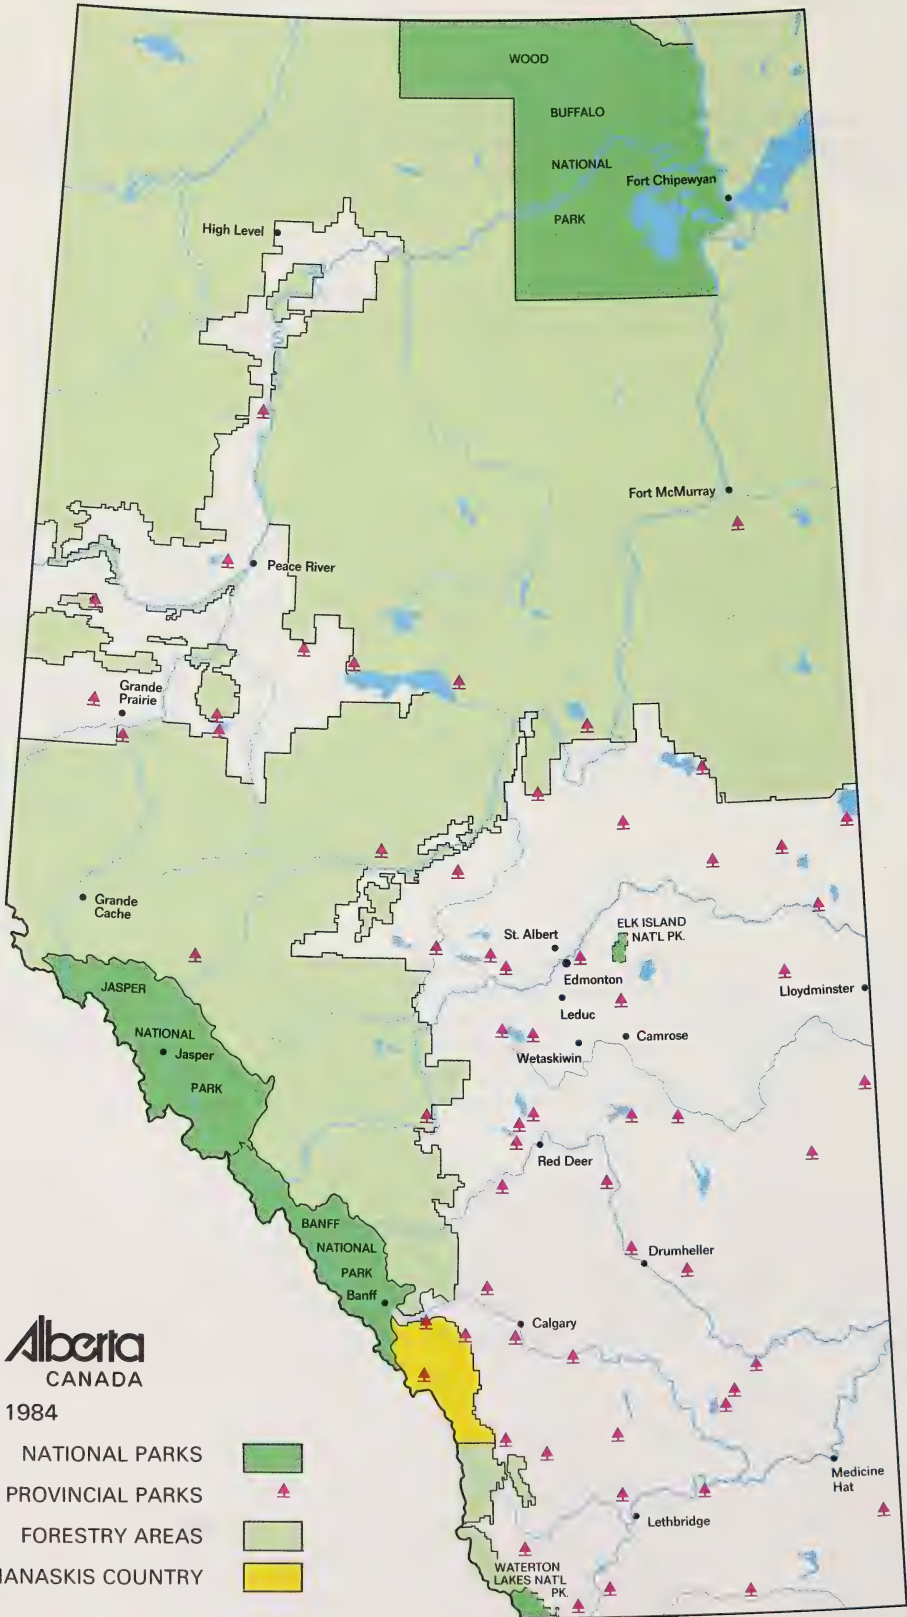 WOOD
BUFFALO
NATIONAL
PARK
Fort Chipewyan
High Level
Fort McMurray
Peace River
Grande
Prairie
Grande
Cache
ELK ISLAND
NAT'L PK.
St. Albert
Edmonton
Lloydminster
Leduc
Camrose
Wetaskiwin
JASPER
NATIONAL
Jasper
PARK
Red Deer
BANFF
NATIONAL
PARK
Banff
Drumheller
Calgary
Medicine
Hat
Lethbridge
WATERTON
LAKES NAT'L
PK.
Alberta
CANADA
1984
NATIONAL PARKS
PROVINCIAL PARKS
FORESTRY AREAS
ANASKIS COUNTRY